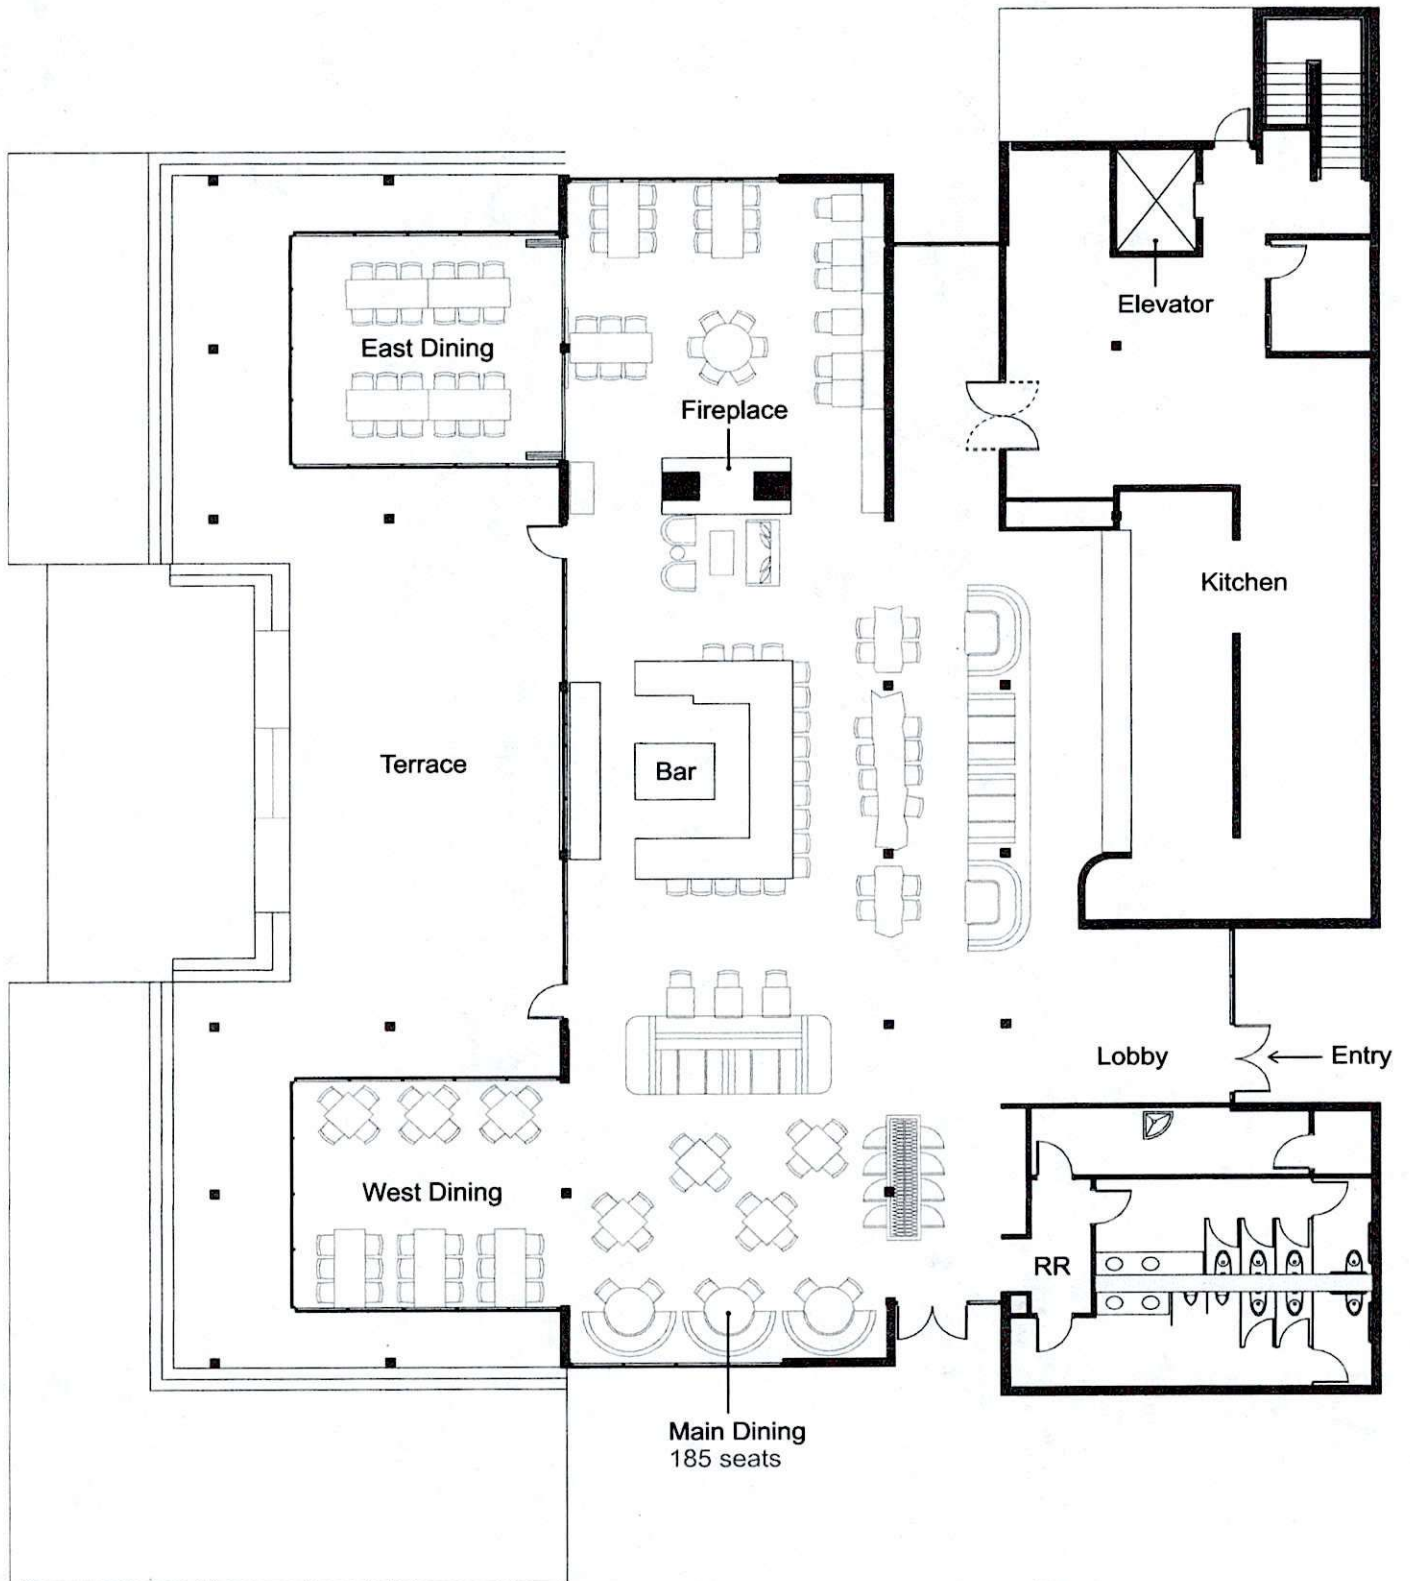 Elevator
East Dining
Fireplace
Kitchen
Terrace
Bar
Lobby
Entry
West Dining
RR
Main Dining
185 seats